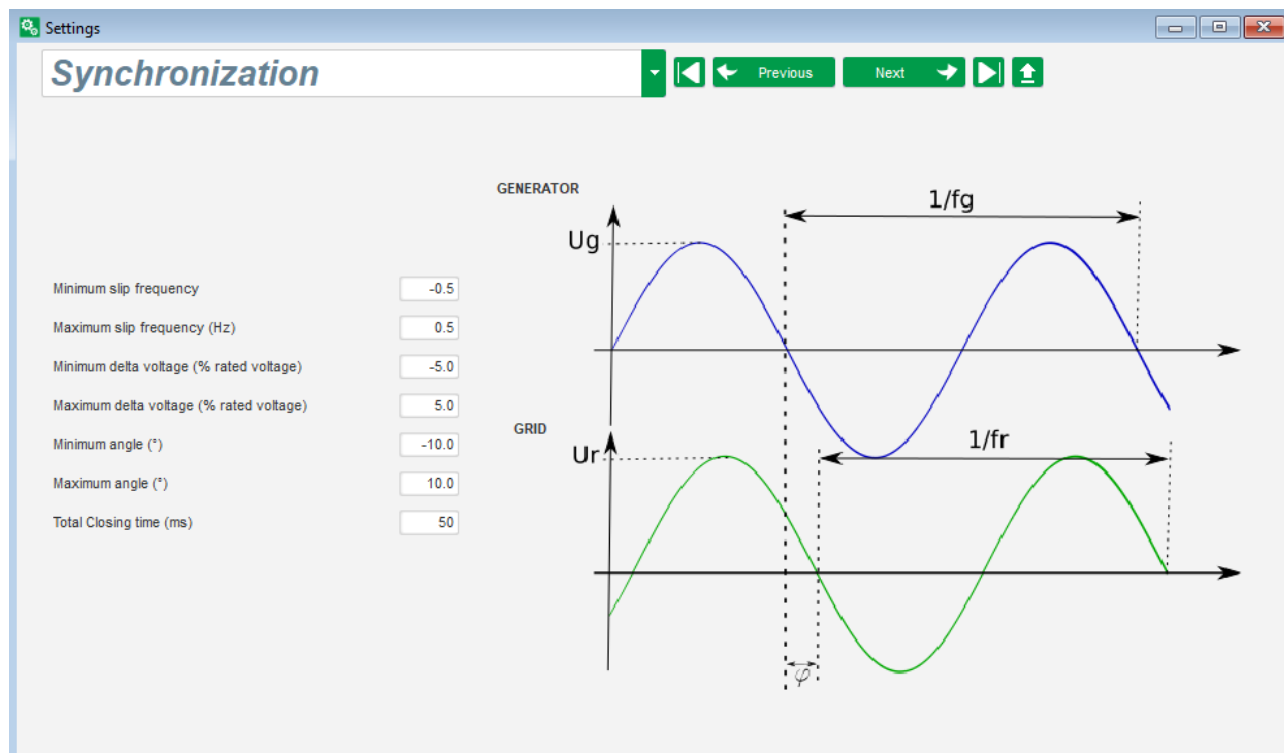 Settings
Synchronization
Previous
Next
GENERATOR
1/fg
Ug
Minimum slip frequency
-0.5
Maximum slip frequency (Hz)
0.5
Minimum delta voltage (% rated voltage)
-5.0
Maximum delta voltage (% rated voltage)
5.0
Minimum angle (°)
-10.0
Maximum angle (°)
10.0
Total Closing time (ms)
50
GRID
1/fr
Ur
φ